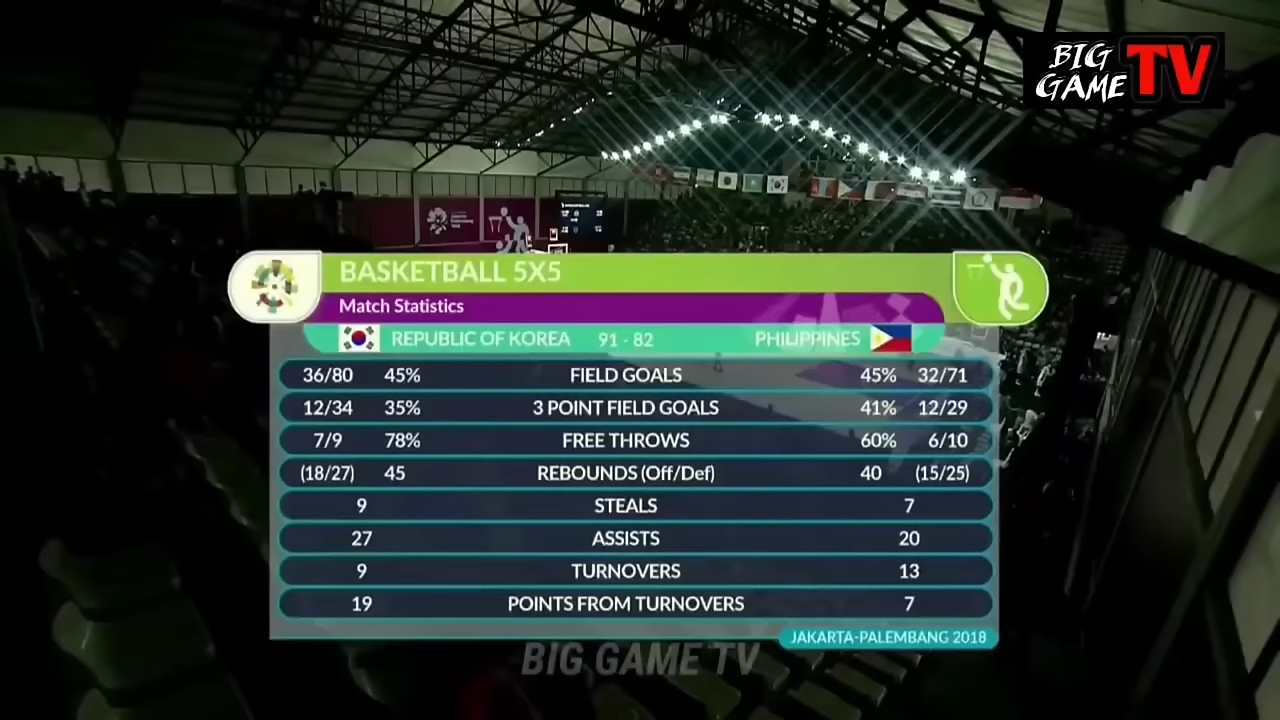 BIG
GAME TV
BASKETBALL 5X5
Match Statistics
REPUBLIC OF KOREA 91 - 82 PHILIPPINES
36/80 45% FIELD GOALS 45% 32/71
12/34 35% 3 POINT FIELD GOALS 41% 12/29
7/9 78% FREE THROWS 60% 6/10
(18/27) 45 REBOUNDS (Off/Def) 40 (15/25)
9 STEALS 7
27 ASSISTS 20
9 TURNOVERS 13
19 POINTS FROM TURNOVERS 7
JAKARTA-PALEMBANG 2018
BIG GAME TV